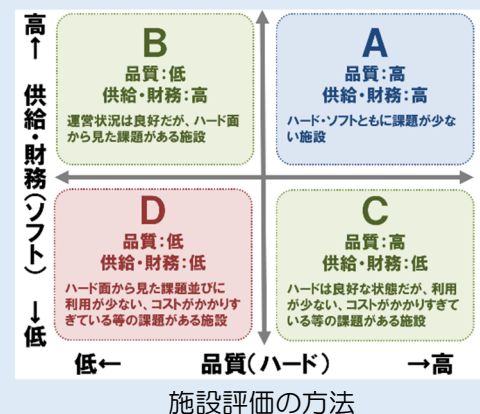 高↑
供給・財務(ソフト)
↓低
B
品質:低
供給・財務:高
運営状況は良好だが、ハード面
から見た課題がある施設
A
品質:高
供給・財務:高
ハード・ソフトともに課題が少な
い施設
D
品質:低
供給・財務:低
ハード面から見た課題並びに
利用が少ない、コストがかかりす
ぎている等の課題がある施設
C
品質:高
供給・財務:低
ハードは良好な状態だが、利用
が少ない、コストがかかりすぎて
いる等の課題がある施設
低← 品質(ハード) →高
施設評価の方法